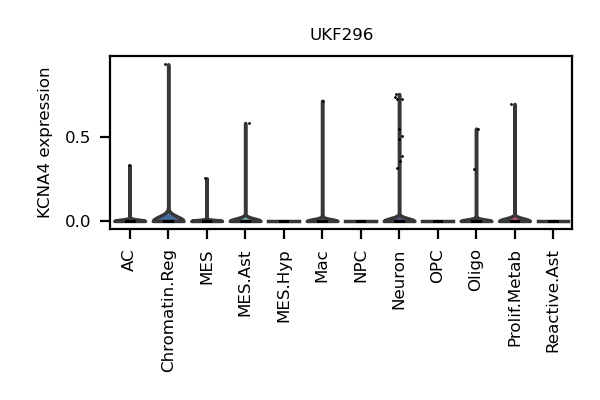 UKF296
KCNA4 expression
0.5
0.0
AC
Chromatin.Reg
MES
MES.Ast
MES.Hyp
Mac
NPC
Neuron
OPC
Oligo
Prolif.Metab
Reactive.Ast